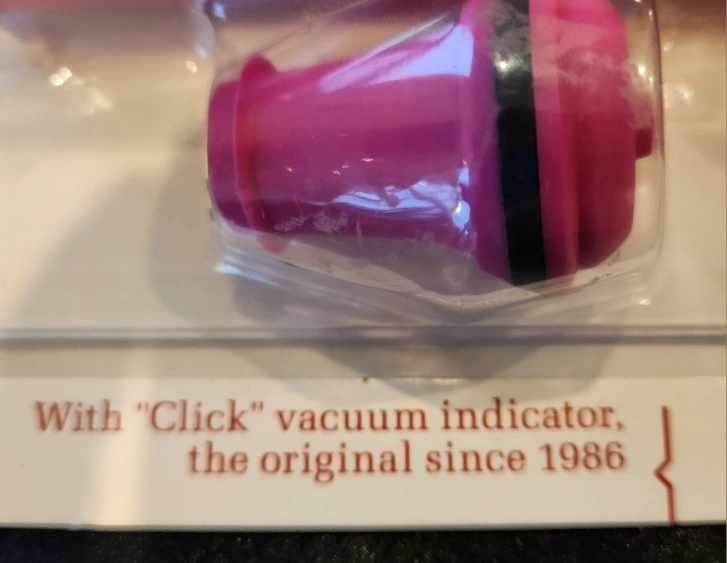 With "Click" vacuum indicator,
the original since 1986